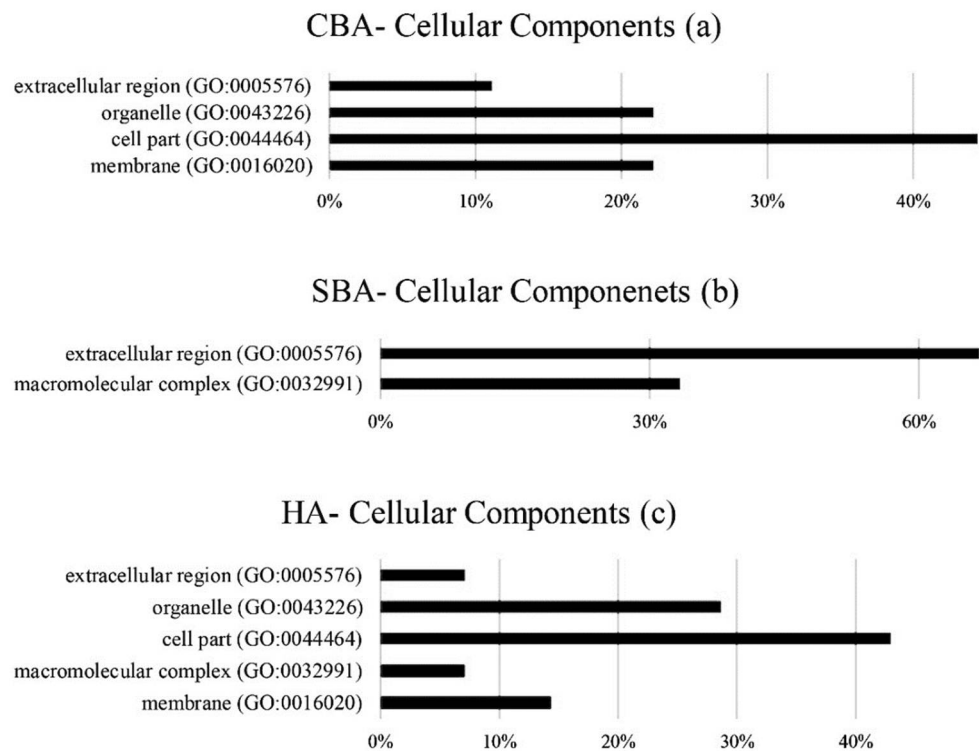 CBA- Cellular Components (a)
extracellular region (GO:0005576)
organelle (GO:0043226)
cell part (GO:0044464)
membrane (GO:0016020)
0% 10% 20% 30% 40%
SBA- Cellular Componenets (b)
extracellular region (GO:0005576)
macromolecular complex (GO:0032991)
0% 30% 60%
HA- Cellular Components (c)
extracellular region (GO:0005576)
organelle (GO:0043226)
cell part (GO:0044464)
macromolecular complex (GO:0032991)
membrane (GO:0016020)
0% 10% 20% 30% 40%